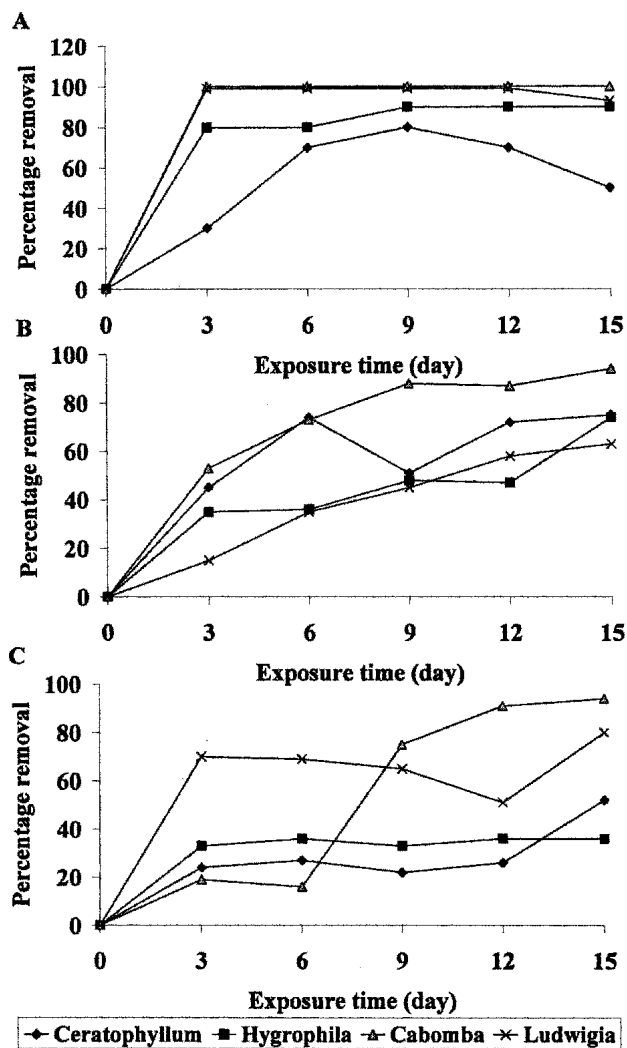 A
Percentage removal
120
100
80
60
40
20
0
0 3 6 9 12 15
Exposure time (day)
B
Percentage removal
100
80
60
40
20
0
0 3 6 9 12 15
Exposure time (day)
C
Percentage removal
100
80
60
40
20
0
0 3 6 9 12 15
Exposure time (day)
Ceratophyllum Hygrophila Cabomba Ludwigia